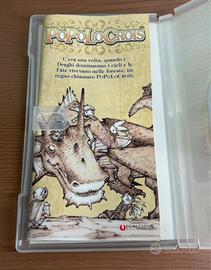 PoPoLoCRoiS
C'era una volta, quando i
Draghi dominavano i cieli e le
Fate vivevano nelle foreste, un
regno chiamato POPOLOCROIS.